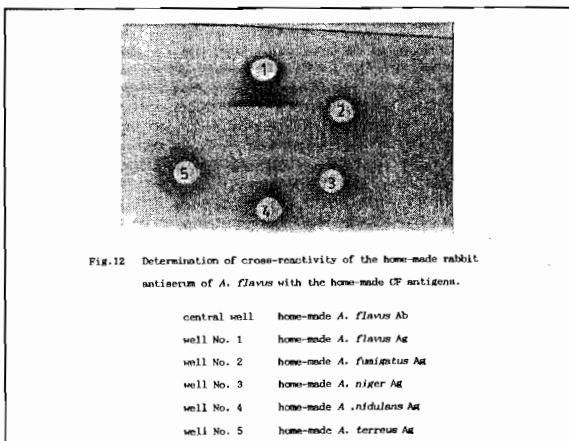 1
2
5
3
4
Fig.12 Determination of cross-reactivity of the home-made rabbit
antiserum of A. flavus with the home-made CF antigens.
central well home-made A. flavus Ab
well No. 1 home-made A. flavus Ag
well No. 2 home-made A. fumigatus Ag
well No. 3 home-made A. niger Ag
well No. 4 home-made A .nidulans Ag
well No. 5 home-made A. terreus Ag